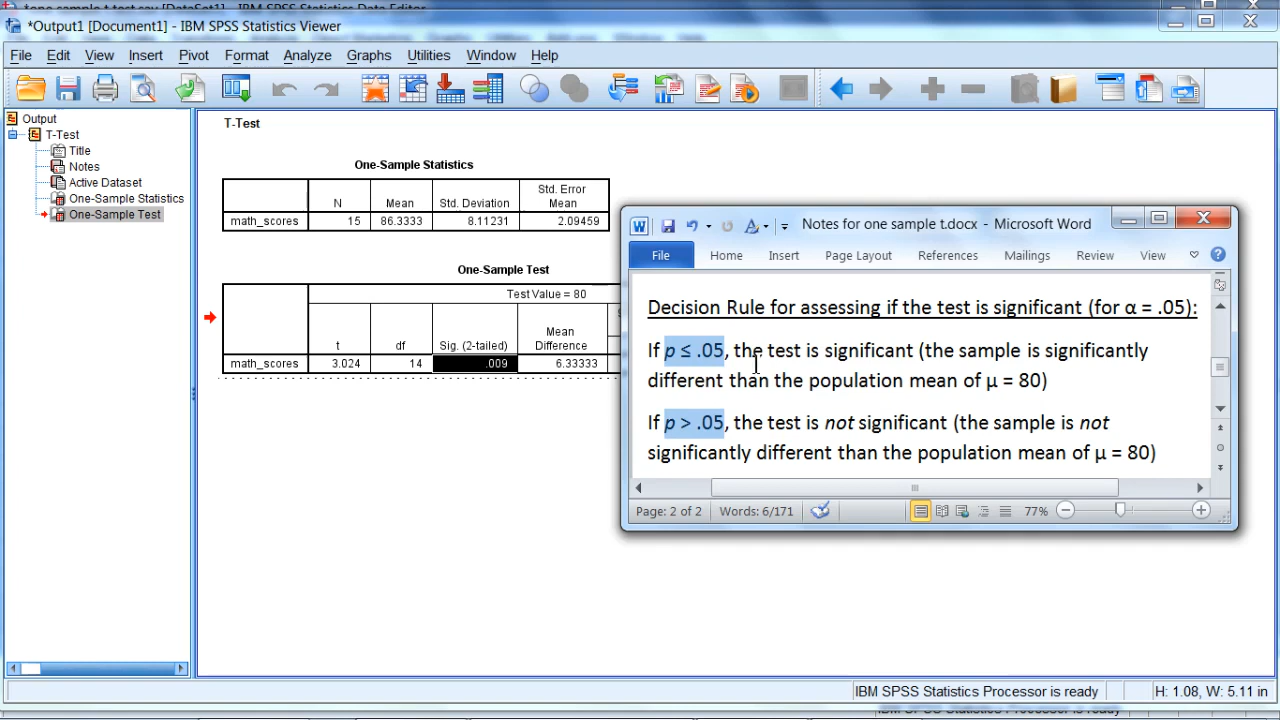 *Output1 [Document1] - IBM SPSS Statistics Viewer
File Edit View Insert Format Analyze Graphs Utilities Window Help
Output
T-Test
Title
Notes
Active Dataset
One-Sample Statistics
One-Sample Test
T-Test
One-Sample Statistics
N Mean Std. Deviation Std. Error Mean
math_scores 15 86.3333 8.11231 2.09459
One-Sample Test
Test Value = 80
t df Sig. (2-tailed) Mean Difference
math_scores 3.024 14 .009 6.33333
Notes for one sample t.docx - Microsoft Word
File Home Insert Page Layout References Mailings Review View
Decision Rule for assessing if the test is significant (for α = .05):
If p ≤ .05, the test is significant (the sample is significantly
different than the population mean of μ = 80)
If p > .05, the test is not significant (the sample is not
significantly different than the population mean of μ = 80)
Page: 2 of 2 Words: 6/171 77%
IBM SPSS Statistics Processor is ready H: 1.08, W: 5.11 in